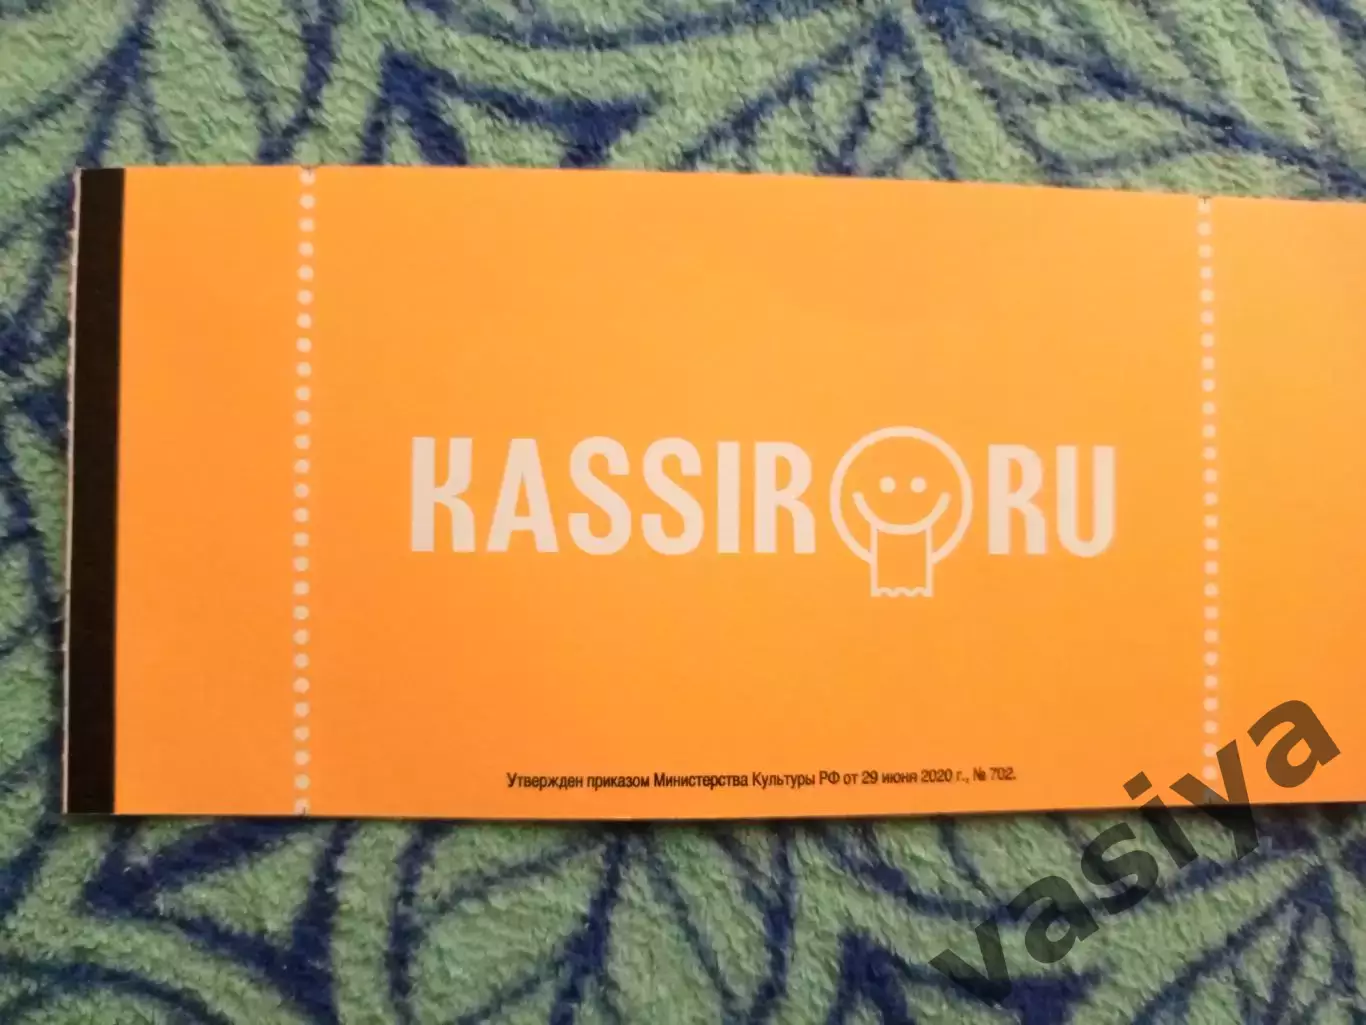 KASSIR RU
Утвержден приказом Министерства Культуры РФ от 29 июня 2020 г., № 702.
vasiya